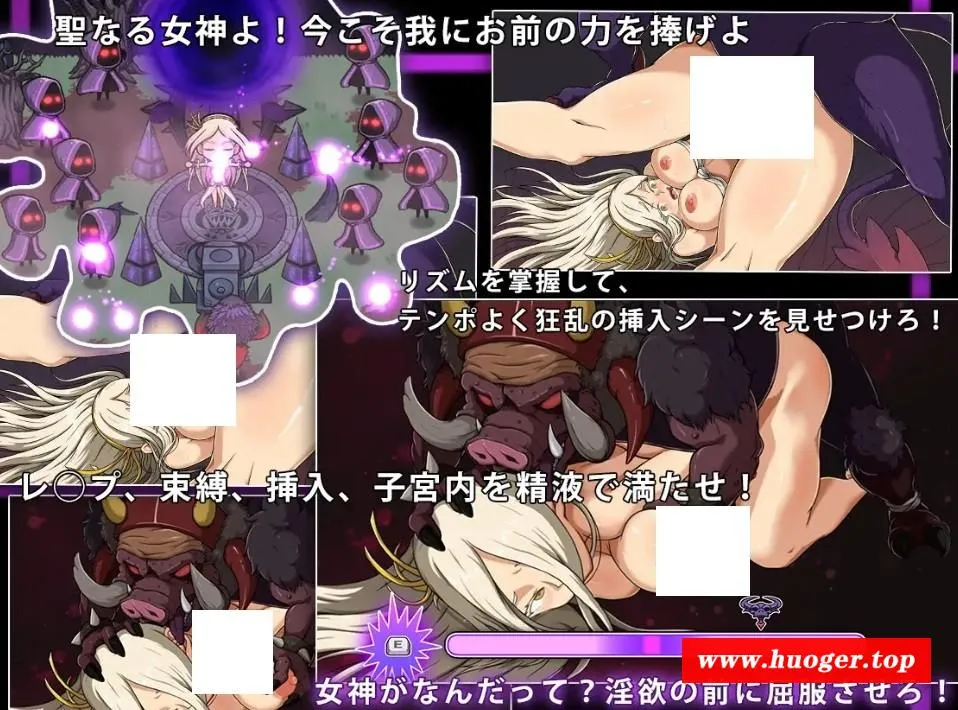 聖なる女神よ！今こそ我にお前の力を捧げよ
リズムを掌握して、
テンポよく狂乱の挿入シーンを見せつけろ！
レ◯プ、束縛、挿入、子宮内を精液で満たせ！
E
www.huoger.top
女神がなんだって？淫欲の前に屈服させろ！